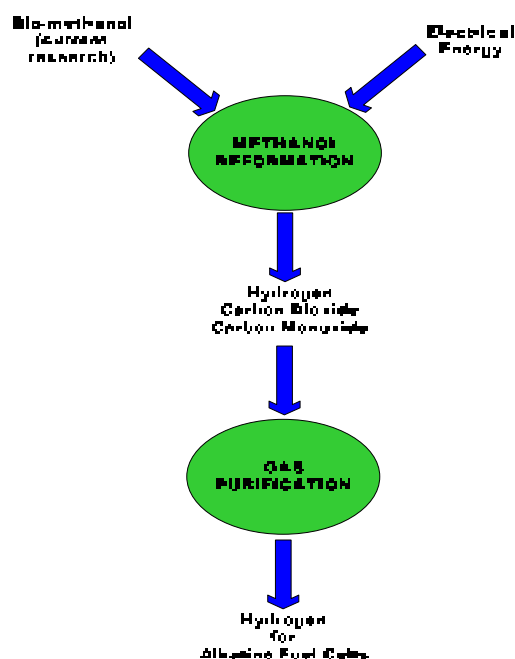 Bio-methanol
(current
research)
Electrical
Energy
METHANOL
REFORMATION
Hydrogen
Carbon Dioxide
Carbon Monoxide
GAS
PURIFICATION
Hydrogen
for
Alkaline Fuel Cells